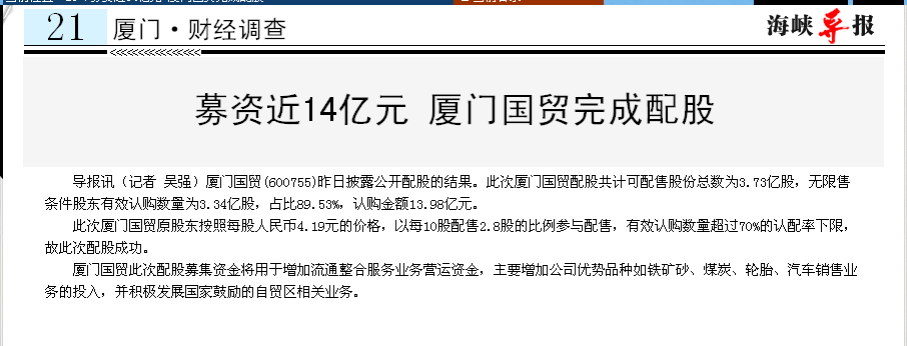 21
厦门·财经调查
海峡导报
募资近14亿元 厦门国贸完成配股
导报讯（记者 吴强）厦门国贸(600755)昨日披露公开配股的结果。此次厦门国贸配股共计可配售股份总数为3.73亿股，无限售
条件股东有效认购数量为3.34亿股，占比89.53%，认购金额13.98亿元。
此次厦门国贸原股东按照每股人民币4.19元的价格，以每10股配售2.8股的比例参与配售，有效认购数量超过70%的认配率下限，
故此次配股成功。
厦门国贸此次配股募集资金将用于增加流通整合服务业务营运资金，主要增加公司优势品种如铁矿砂、煤炭、轮胎、汽车销售业
务的投入，并积极发展国家鼓励的自贸区相关业务。